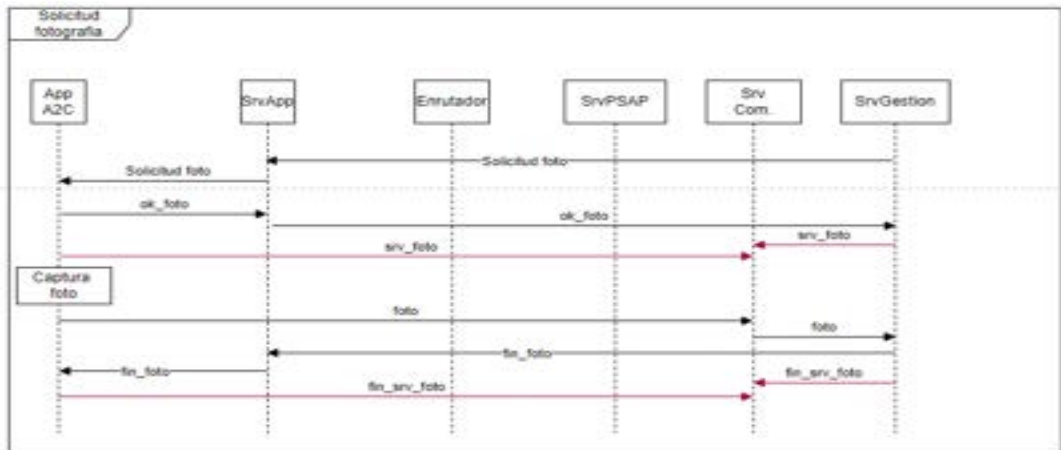 Solicitud
fotografia
App
A2C
SrvApp
Enrutador
SrvPSAP
Srv
Com.
SrvGestion
Solicitud foto
Solicitud foto
ok_foto
ok_foto
srv_foto
srv_foto
Captura
foto
foto
foto
fin_foto
fin_foto
fin_srv_foto
fin_srv_foto